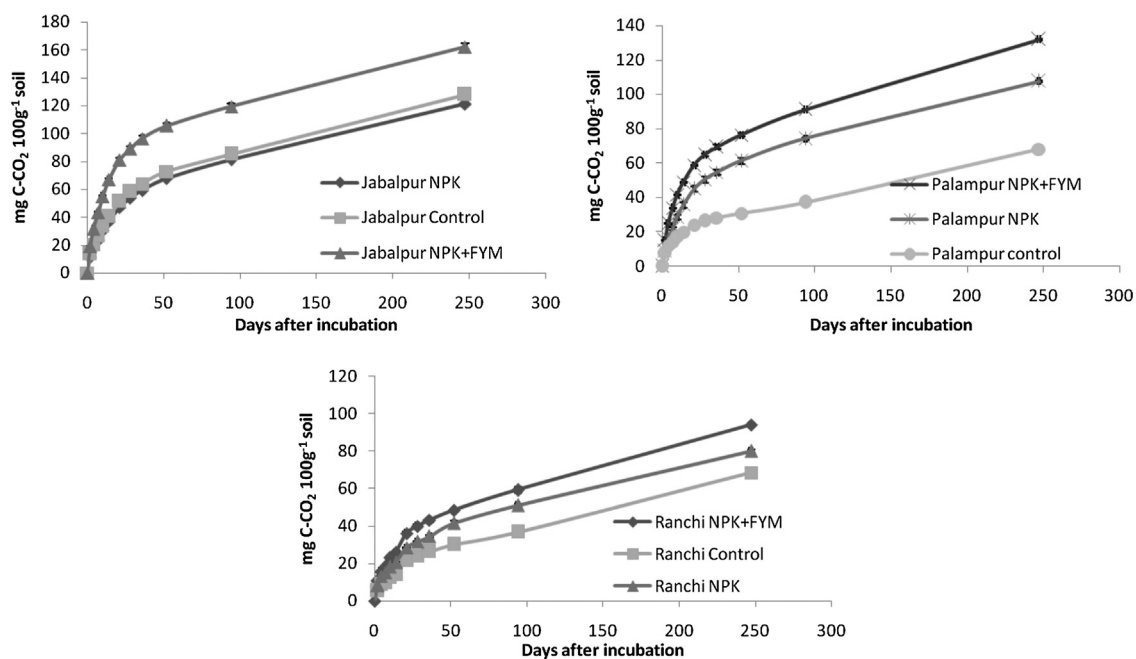 mg C-CO₂ 100g⁻¹ soil
180
160
140
120
100
80
60
40
20
0
Jabalpur NPK
Jabalpur Control
Jabalpur NPK+FYM
0 50 100 150 200 250 300
Days after incubation
mg C-CO₂ 100g⁻¹ soil
140
120
100
80
60
40
20
0
Palampur NPK+FYM
Palampur NPK
Palampur control
0 50 100 150 200 250 300
Days after incubation
mg C-CO₂ 100g⁻¹ soil
120
100
80
60
40
20
0
Ranchi NPK+FYM
Ranchi Control
Ranchi NPK
0 50 100 150 200 250 300
Days after incubation